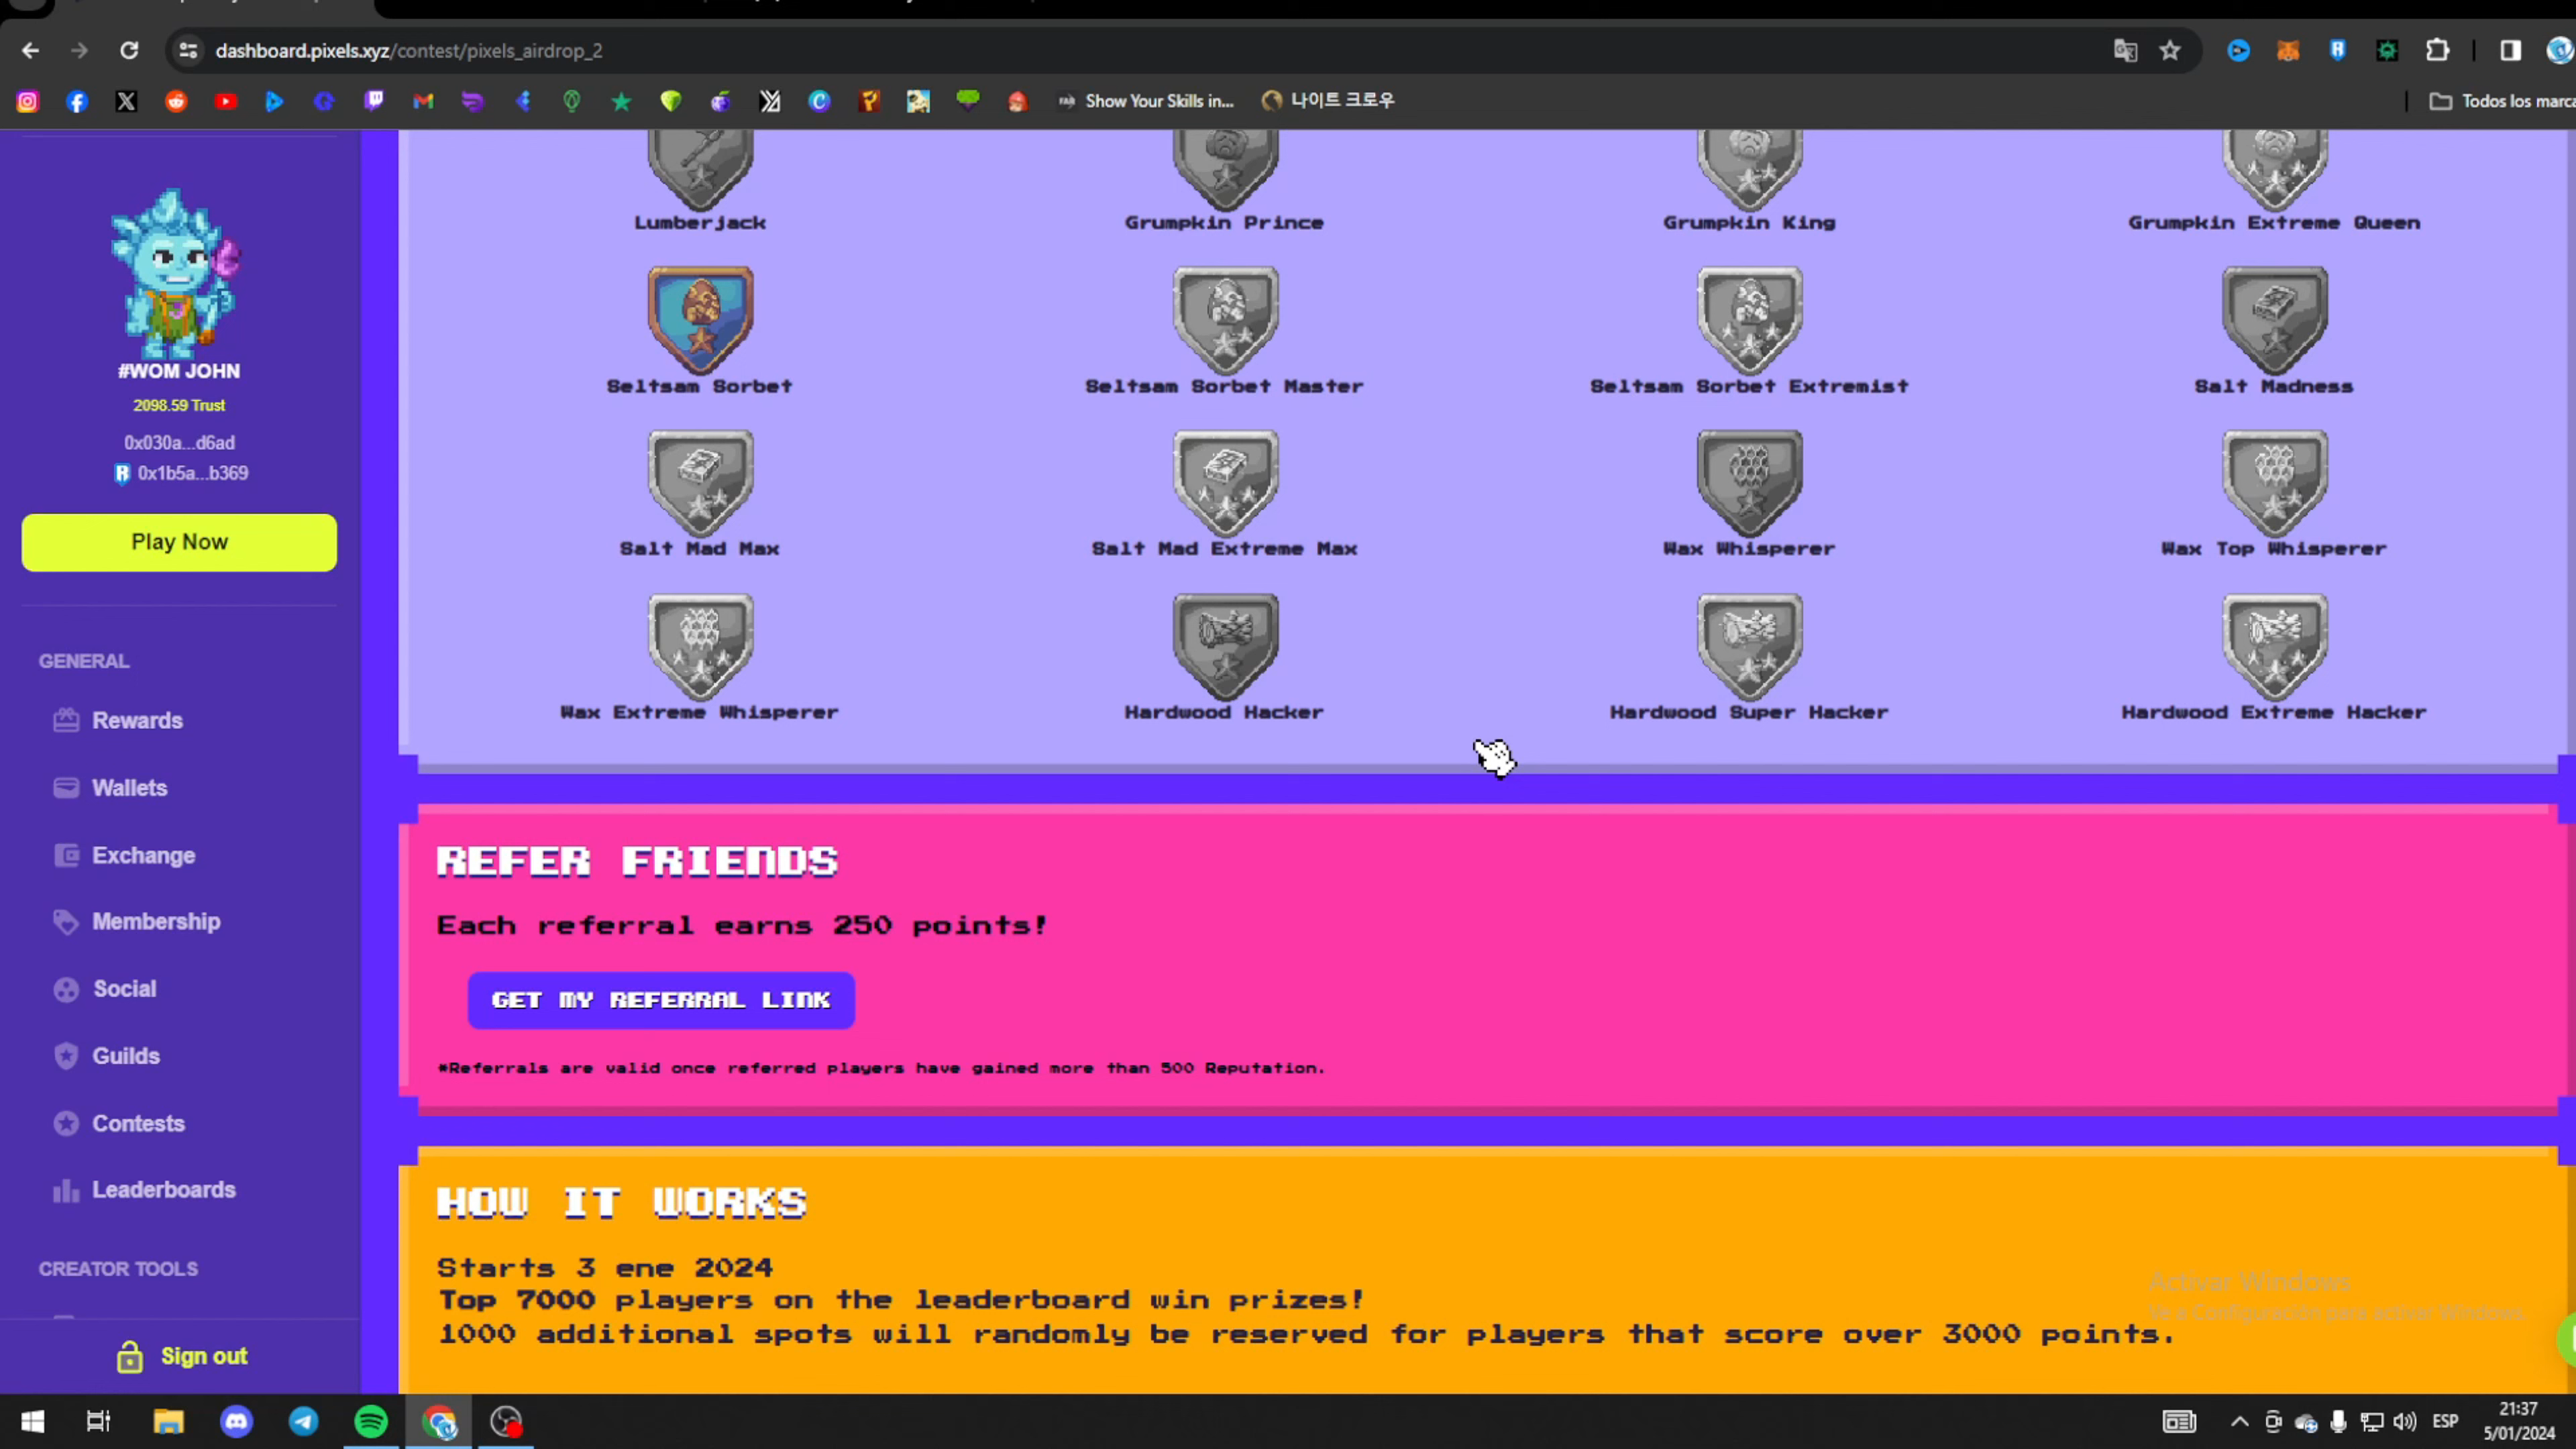 dashboard.pixels.xyz/contest/pixels_airdrop_2
Show Your Skills in...
나이트 크로우
Todos los marca
#WOM JOHN
2098.59 Trust
0x030a...d6ad
0x1b5a...b369
Play Now
GENERAL
Rewards
Wallets
Exchange
Membership
Social
Guilds
Contests
Leaderboards
CREATOR TOOLS
Sign out
Lumberjack
Grumpkin Prince
Grumpkin King
Grumpkin Extreme Queen
Seltsam Sorbet
Seltsam Sorbet Master
Seltsam Sorbet Extremist
Salt Madness
Salt Mad Max
Salt Mad Extreme Max
Wax Whisperer
Wax Top Whisperer
Wax Extreme Whisperer
Hardwood Hacker
Hardwood Super Hacker
Hardwood Extreme Hacker
REFER FRIENDS
Each referral earns 250 points!
GET MY REFERRAL LINK
*Referrals are valid once referred players have gained more than 500 Reputation.
HOW IT WORKS
Starts 3 ene 2024
Top 7000 players on the leaderboard win prizes!
1000 additional spots will randomly be reserved for players that score over 3000 points.
Activar Windows
Ve a Configuración para activar Windows.
ESP
21:37
5/01/2024